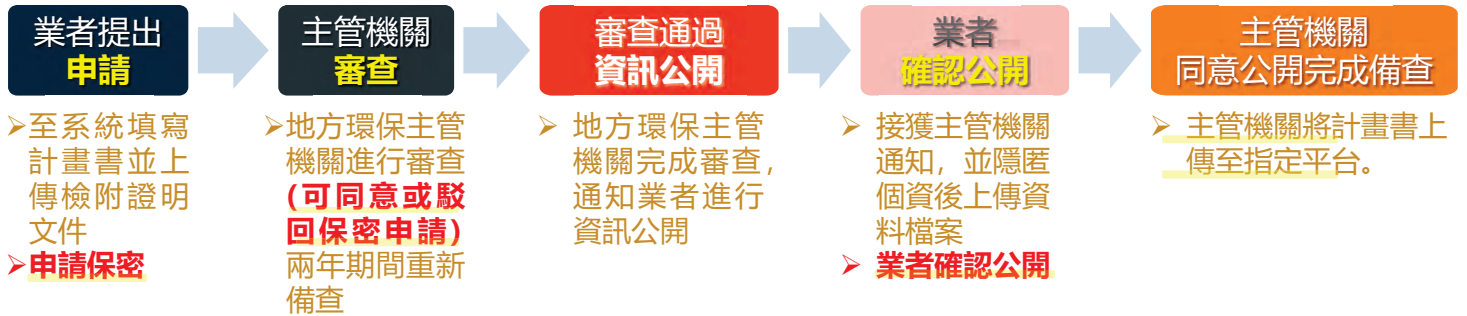 業者提出
申請
主管機關
審查
審查通過
資訊公開
業者
確認公開
主管機關
同意公開完成備查
➢至系統填寫
計畫書並上
傳檢附證明
文件
➢申請保密
➢地方環保主管
機關進行審查
(可同意或駁
回保密申請)
兩年期間重新
備查
➢ 地方環保主管
機關完成審查,
通知業者進行
資訊公開
➢ 接獲主管機關
通知，並隱匿
個資後上傳資
料檔案
➢ 業者確認公開
➢ 主管機關將計畫書上
傳至指定平台。